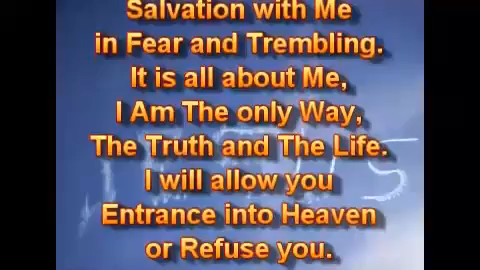 Salvation with Me
in Fear and Trembling.
It is all about Me,
I Am The only Way,
The Truth and The Life.
I will allow you
Entrance into Heaven
or Refuse you.